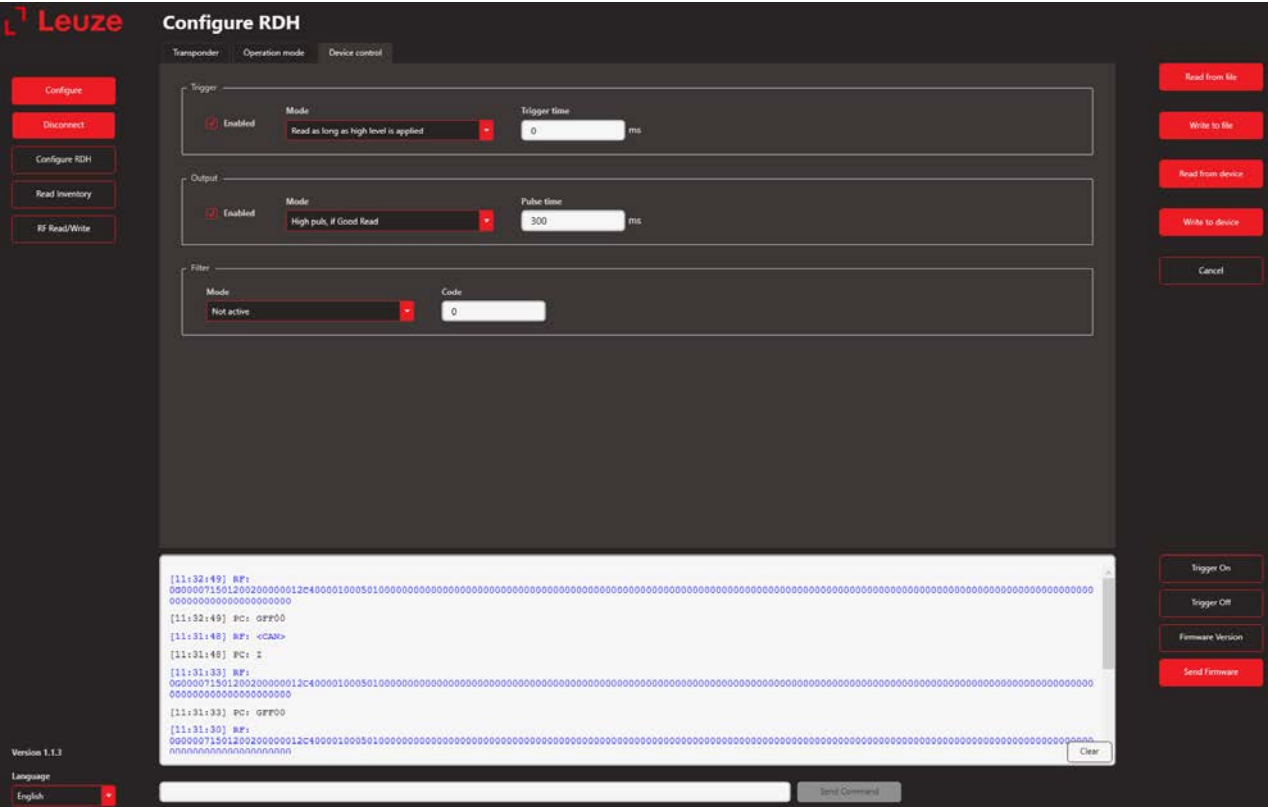 Leuze
Configure RDH
Transponder Operation mode Device control
Configure
Disconnect
Configure RDH
Read Inventory
RF Read/Write
Trigger
Enabled
Mode
Read as long as high level is applied
Trigger time
0 ms
Output
Enabled
Mode
High puls, if Good Read
Pulse time
300 ms
Filter
Mode
Not active
Code
0
Read from file
Write to file
Read from device
Write to device
Cancel
[11:32:49] RF:
[11:32:49] PC: GFF00
[11:31:48] RF: <CAN>
[11:31:48] PC: Z
[11:31:33] RF:
[11:31:33] PC: GFF00
[11:31:30] RF:
Clear
Trigger On
Trigger Off
Firmware Version
Send Firmware
Version 1.1.3
Language
English
Send Command